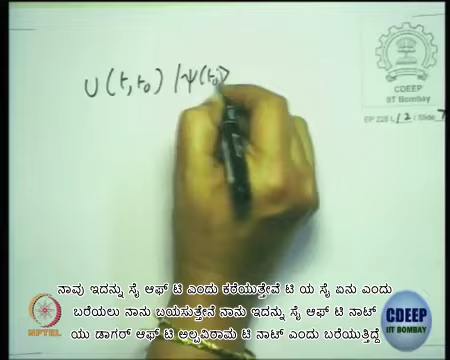 U(t, t₀) |ψ(t₀)⟩
CDEEP
IIT Bombay
EP 225 L 12 / Slide 7
ನಾವು ಇದನ್ನು ಸೈ ಆಫ್ ಟಿ ಎಂದು ಕರೆಯುತ್ತೇವೆ ಟಿ ಯ ಸೈ ಏನು ಎಂದು
ಬರೆಯಲು ನಾನು ಬಯಸುತ್ತೇನೆ ನಾನು ಇದನ್ನು ಸೈ ಆಫ್ ಟಿ ನಾಟ್
ಯು ಡಾಗರ್ ಆಫ್ ಟಿ ಅಲ್ಪವಿರಾಮ ಟಿ ನಾಟ್ ಎಂದು ಬರೆಯುತ್ತಿದ್ದೆ
NPTEL
CDEEP
IIT BOMBAY